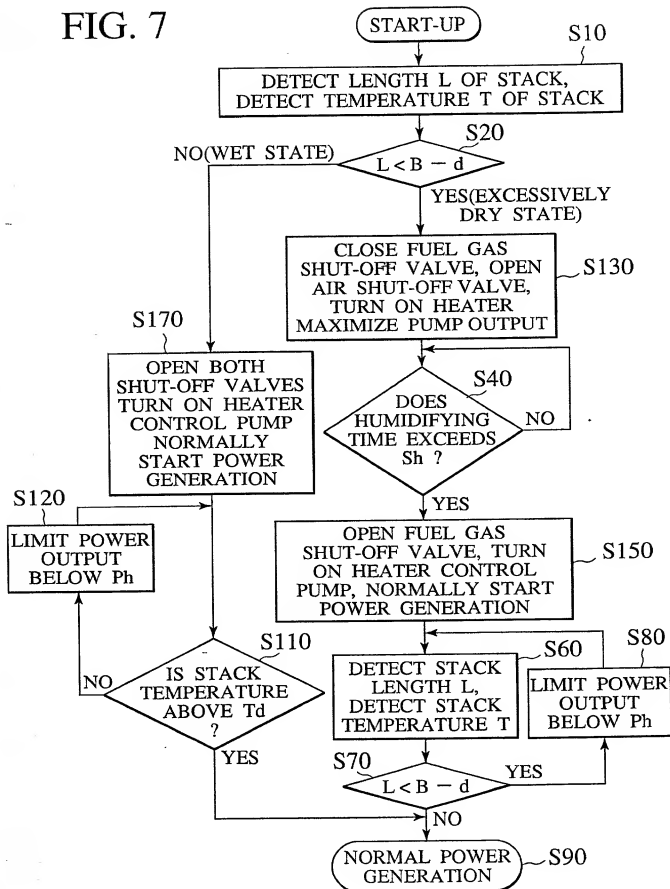 FIG. 7
START-UP
S10
DETECT LENGTH L OF STACK,
DETECT TEMPERATURE T OF STACK
S20
L < B − d
NO(WET STATE)
YES(EXCESSIVELY
DRY STATE)
CLOSE FUEL GAS
SHUT-OFF VALVE, OPEN
AIR SHUT-OFF VALVE,
TURN ON HEATER
MAXIMIZE PUMP OUTPUT
S130
S170
OPEN BOTH
SHUT-OFF VALVES
TURN ON HEATER
CONTROL PUMP
NORMALLY
START POWER
GENERATION
S40
DOES
HUMIDIFYING
TIME EXCEEDS
Sh ?
NO
YES
S120
LIMIT POWER
OUTPUT
BELOW Ph
OPEN FUEL GAS
SHUT-OFF VALVE, TURN
ON HEATER CONTROL
PUMP, NORMALLY START
POWER GENERATION
S150
S110
IS STACK
TEMPERATURE
ABOVE Td
?
NO
YES
S60
DETECT STACK
LENGTH L,
DETECT STACK
TEMPERATURE T
S80
LIMIT POWER
OUTPUT
BELOW Ph
S70
L < B − d
YES
NO
NORMAL POWER
GENERATION
S90